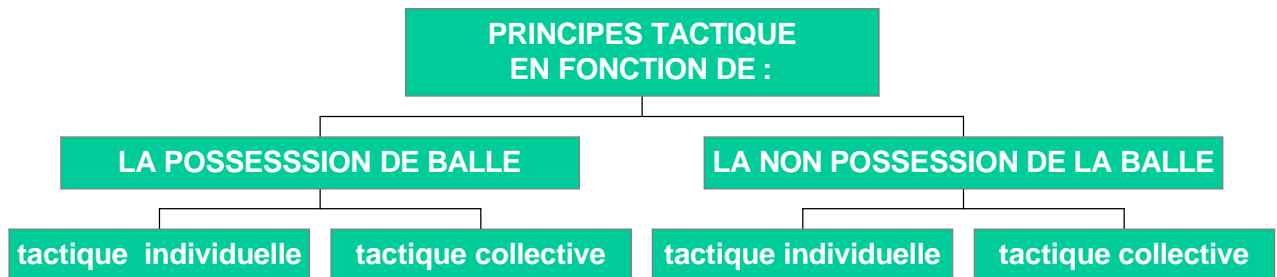 PRINCIPES TACTIQUE
EN FONCTION DE :
LA POSSESSSION DE BALLE
LA NON POSSESSION DE LA BALLE
tactique individuelle
tactique collective
tactique individuelle
tactique collective